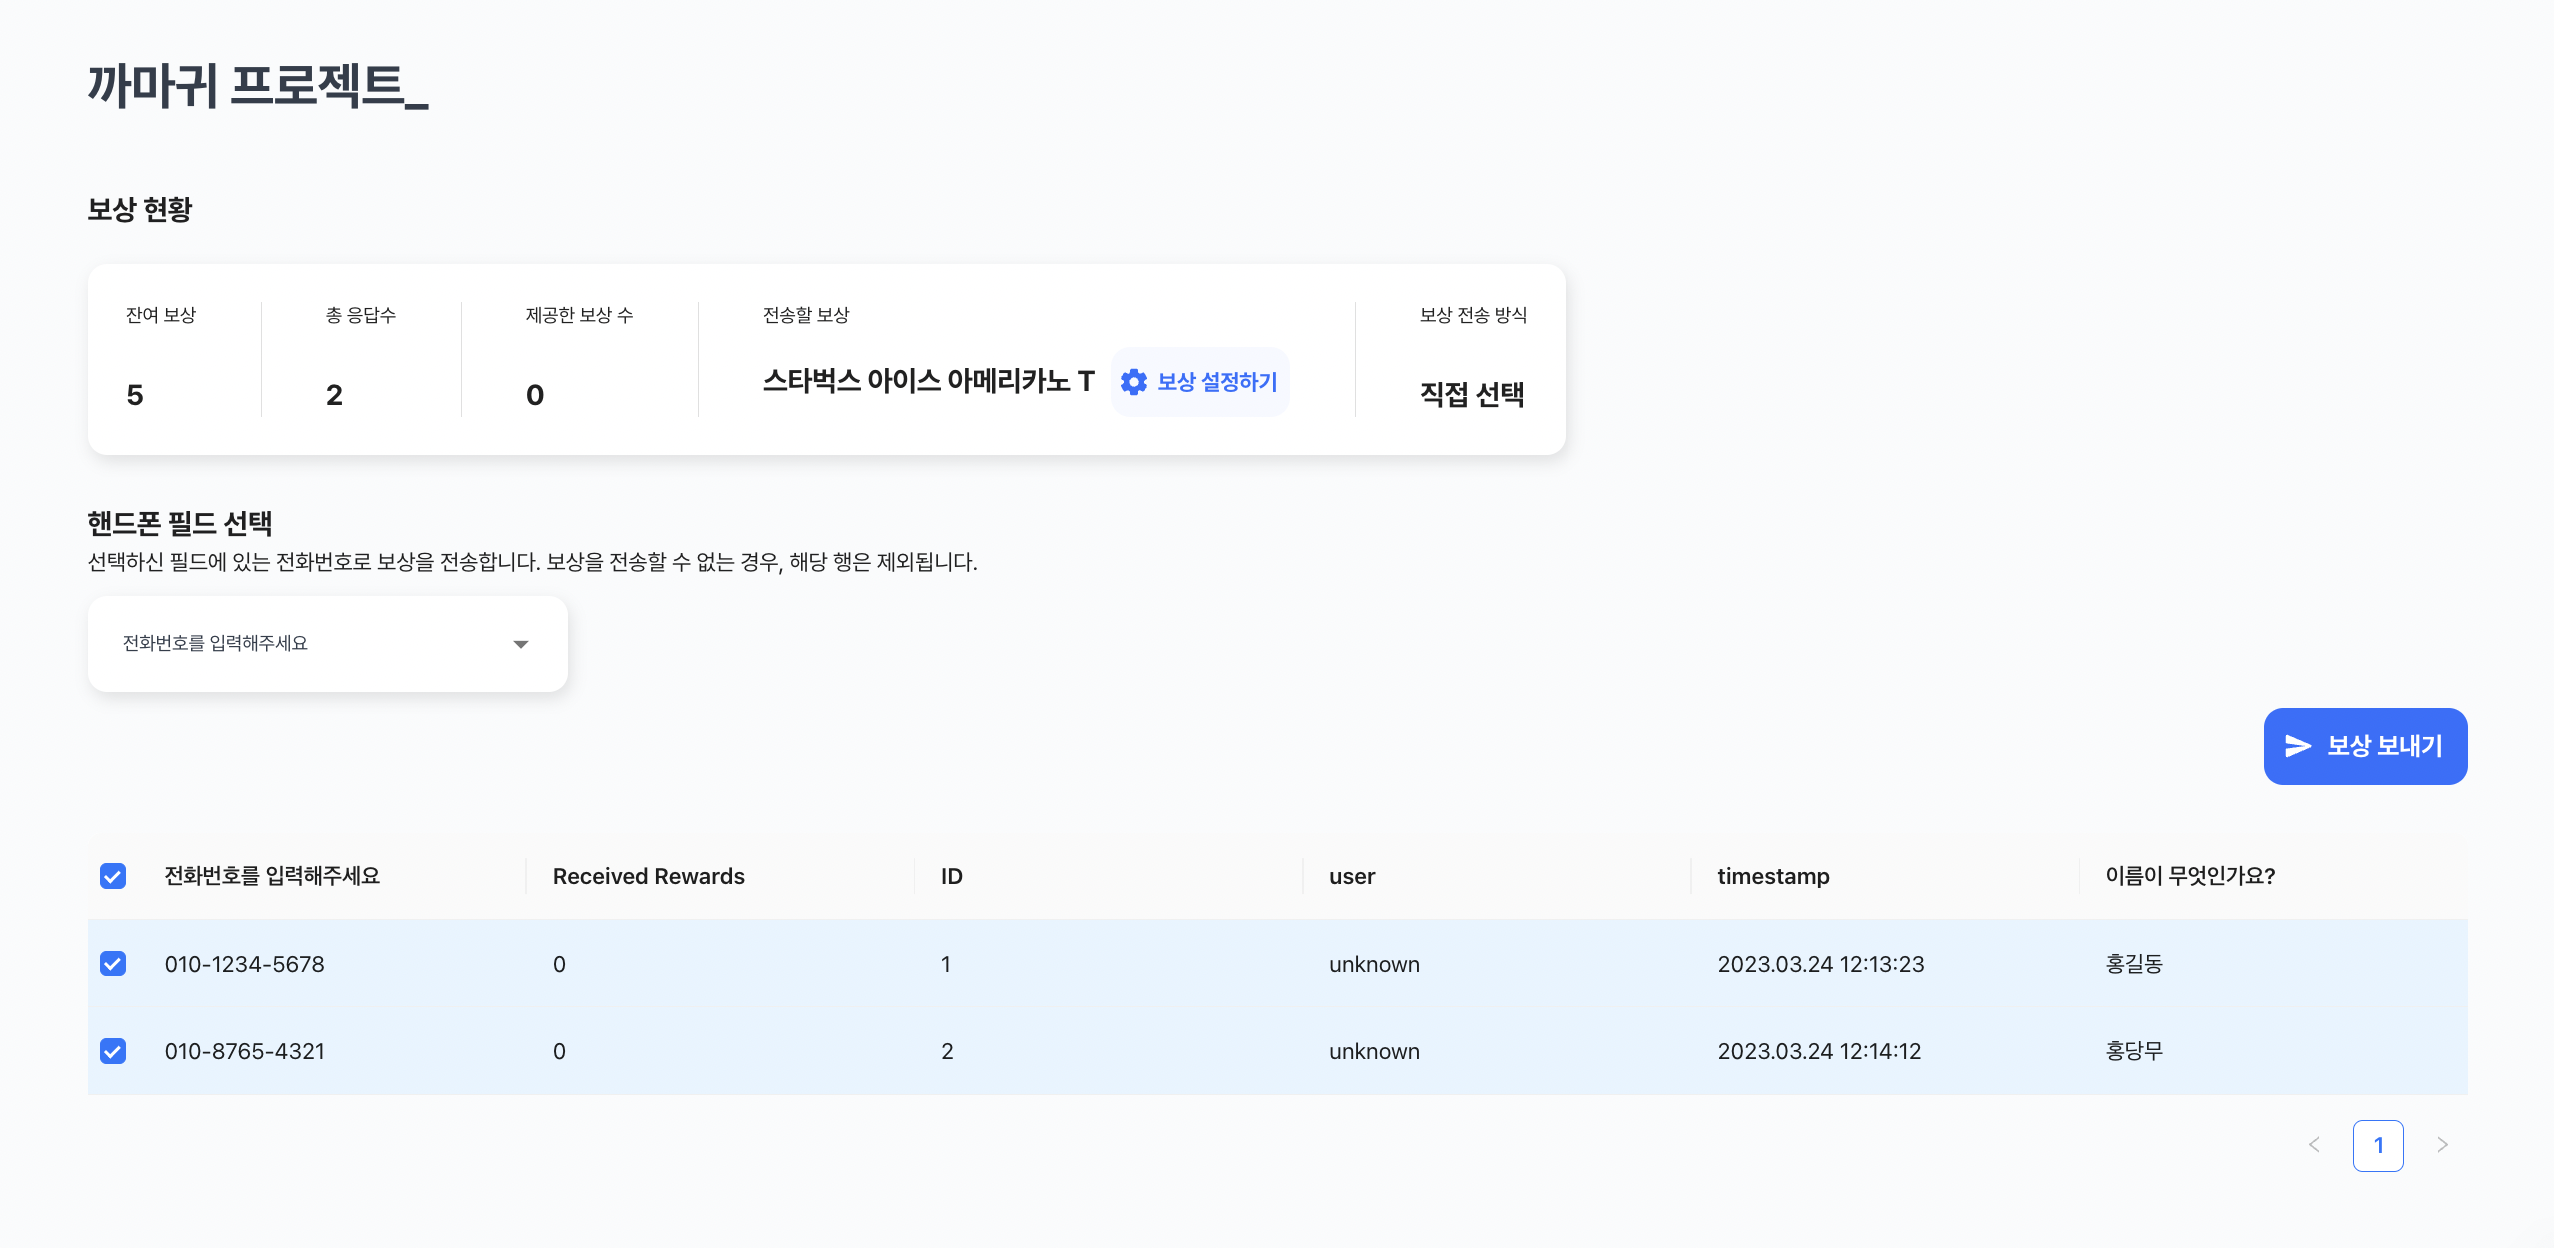 까마귀 프로젝트_
보상 현황
잔여 보상 총 응답수 제공한 보상 수 전송할 보상 보상 전송 방식
5 2 0 스타벅스 아이스 아메리카노 T 보상 설정하기 직접 선택
핸드폰 필드 선택
선택하신 필드에 있는 전화번호로 보상을 전송합니다. 보상을 전송할 수 없는 경우, 해당 행은 제외됩니다.
전화번호를 입력해주세요
보상 보내기
전화번호를 입력해주세요 Received Rewards ID user timestamp 이름이 무엇인가요?
010-1234-5678 0 1 unknown 2023.03.24 12:13:23 홍길동
010-8765-4321 0 2 unknown 2023.03.24 12:14:12 홍당무
1